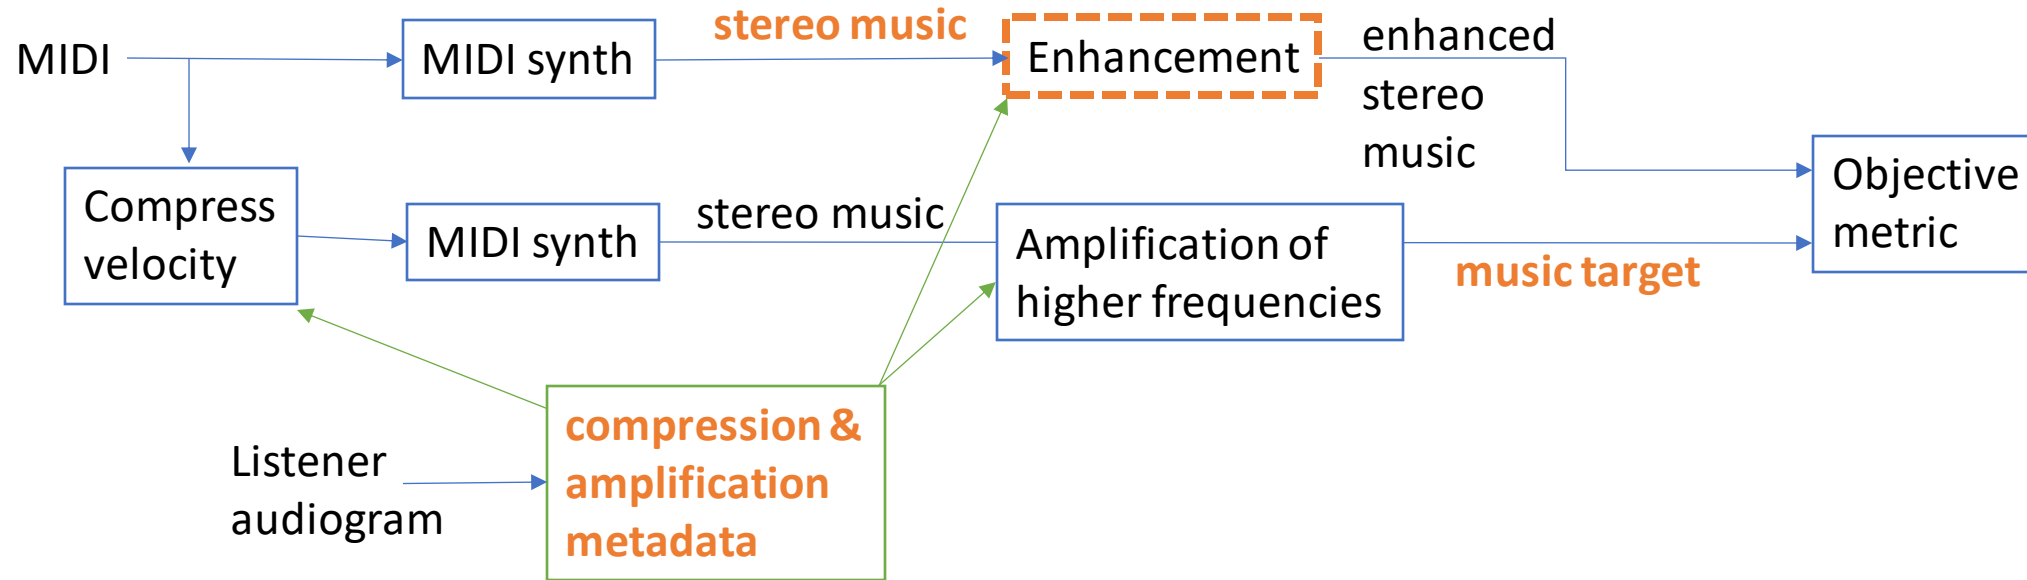 stereo music
MIDI
MIDI synth
Enhancement
enhanced
stereo
music
Compress
velocity
MIDI synth
stereo music
Amplification of
higher frequencies
music target
Objective
metric
Listener
audiogram
compression &
amplification
metadada